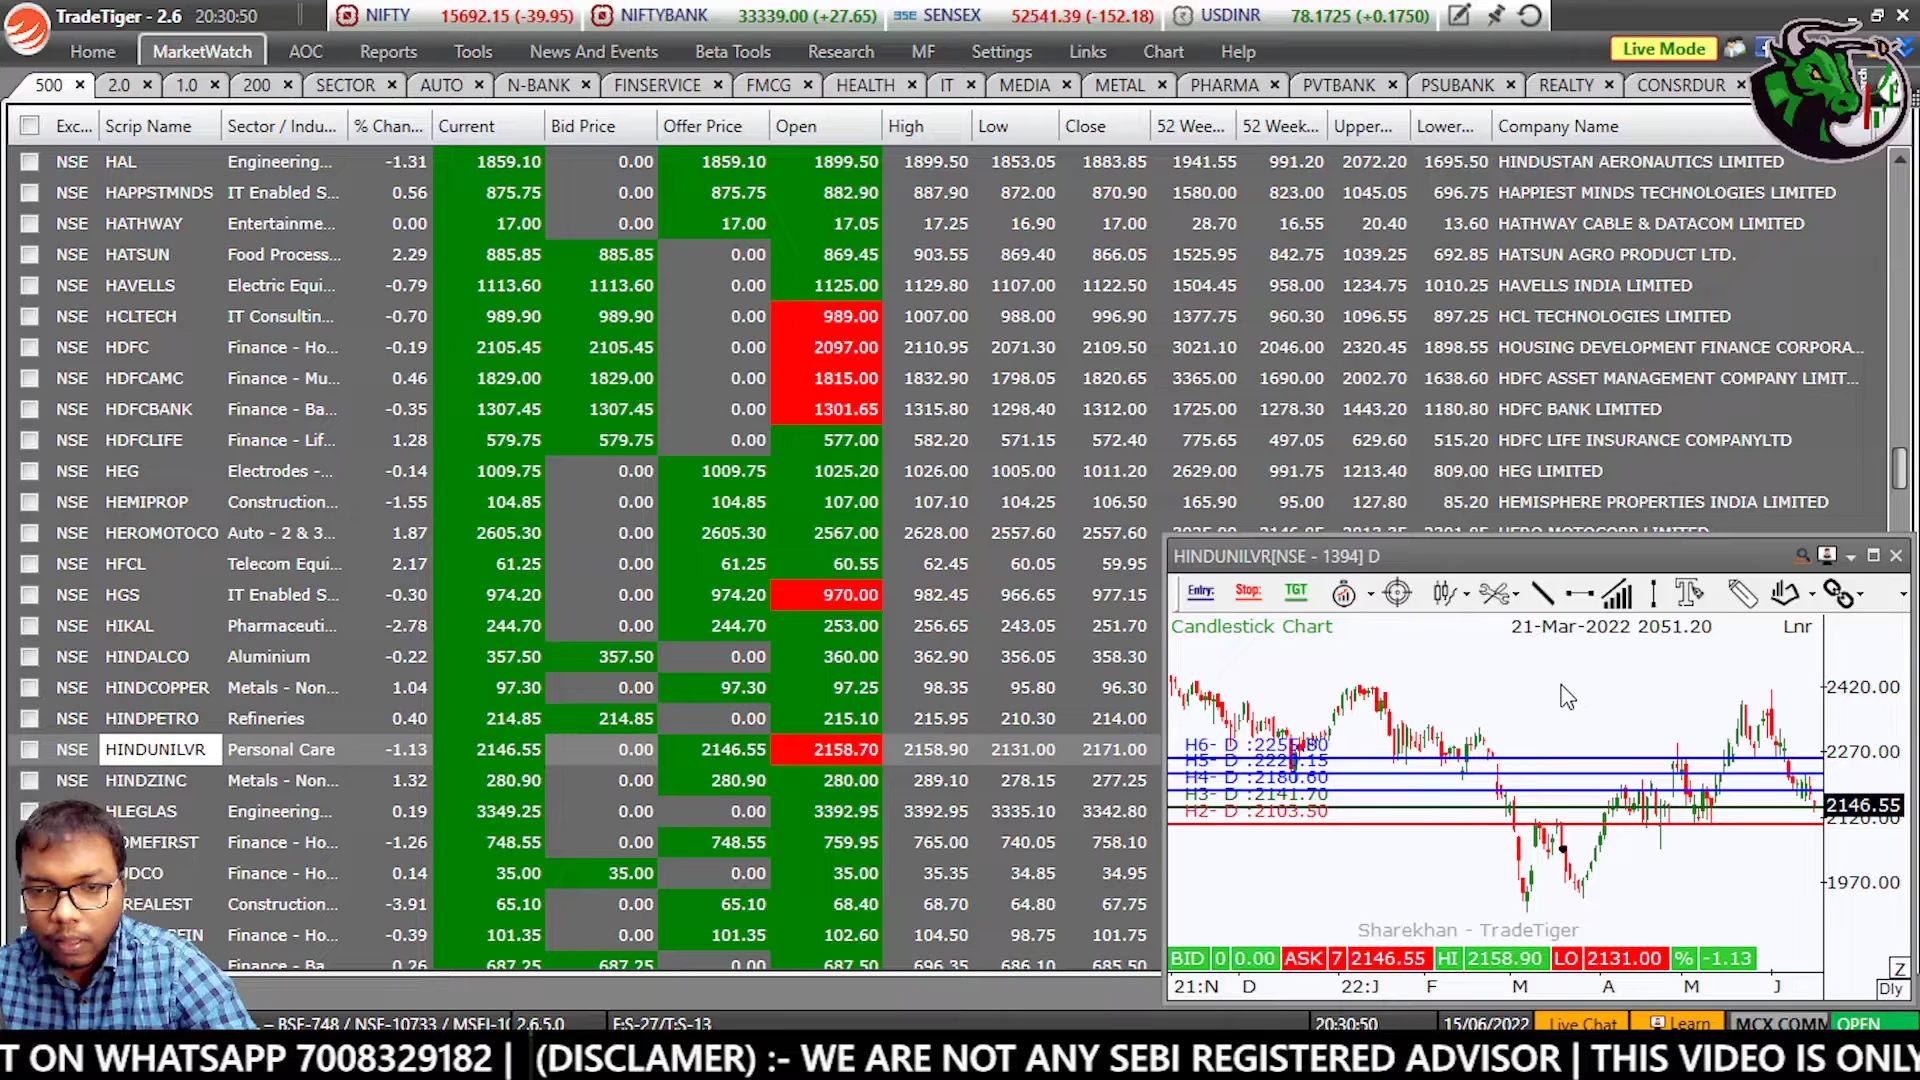 TradeTiger - 2.6 20:30:50 NIFTY 15692.15 (-39.95) NIFTYBANK 33339.00 (+27.65) BSE SENSEX 52541.39 (-152.18) USDINR 78.1725 (+0.1750)
Home MarketWatch AOC Reports Tools News And Events Beta Tools Research MF Settings Links Chart Help Live Mode
500 2.0 1.0 200 SECTOR AUTO N-BANK FINSERVICE FMCG HEALTH IT MEDIA METAL PHARMA PVTBANK PSUBANK REALTY CONSRDUR
Exc... Scrip Name Sector / Indu... % Chan... Current Bid Price Offer Price Open High Low Close 52 Wee... 52 Week... Upper... Lower... Company Name
NSE HAL Engineering... -1.31 1859.10 0.00 1859.10 1899.50 1899.50 1853.05 1883.85 1941.55 991.20 2072.20 1695.50 HINDUSTAN AERONAUTICS LIMITED
NSE HAPPSTMNDS IT Enabled S... 0.56 875.75 0.00 875.75 882.90 887.90 872.00 870.90 1580.00 823.00 1045.05 696.75 HAPPIEST MINDS TECHNOLOGIES LIMITED
NSE HATHWAY Entertainme... 0.00 17.00 0.00 17.00 17.05 17.25 16.90 17.00 28.70 16.55 20.40 13.60 HATHWAY CABLE & DATACOM LIMITED
NSE HATSUN Food Process... 2.29 885.85 885.85 0.00 869.45 903.55 869.40 866.05 1525.95 842.75 1039.25 692.85 HATSUN AGRO PRODUCT LTD.
NSE HAVELLS Electric Equi... -0.79 1113.60 1113.60 0.00 1125.00 1129.80 1107.00 1122.50 1504.45 958.00 1234.75 1010.25 HAVELLS INDIA LIMITED
NSE HCLTECH IT Consultin... -0.70 989.90 989.90 0.00 989.00 1007.00 988.00 996.90 1377.75 960.30 1096.55 897.25 HCL TECHNOLOGIES LIMITED
NSE HDFC Finance - Ho... -0.19 2105.45 2105.45 0.00 2097.00 2110.95 2071.30 2109.50 3021.10 2046.00 2320.45 1898.55 HOUSING DEVELOPMENT FINANCE CORPORA...
NSE HDFCAMC Finance - Mu... 0.46 1829.00 1829.00 0.00 1815.00 1832.90 1798.05 1820.65 3365.00 1690.00 2002.70 1638.60 HDFC ASSET MANAGEMENT COMPANY LIMIT...
NSE HDFCBANK Finance - Ba... -0.35 1307.45 1307.45 0.00 1301.65 1315.80 1298.40 1312.00 1725.00 1278.30 1443.20 1180.80 HDFC BANK LIMITED
NSE HDFCLIFE Finance - Lif... 1.28 579.75 579.75 0.00 577.00 582.20 571.15 572.40 775.65 497.05 629.60 515.20 HDFC LIFE INSURANCE COMPANYLTD
NSE HEG Electrodes -... -0.14 1009.75 0.00 1009.75 1025.20 1026.00 1005.00 1011.20 2629.00 991.75 1213.40 809.00 HEG LIMITED
NSE HEMIPROP Construction... -1.55 104.85 0.00 104.85 107.00 107.10 104.25 106.50 165.90 95.00 127.80 85.20 HEMISPHERE PROPERTIES INDIA LIMITED
NSE HEROMOTOCO Auto - 2 & 3... 1.87 2605.30 0.00 2605.30 2567.00 2628.00 2557.60 2557.60
NSE HFCL Telecom Equi... 2.17 61.25 0.00 61.25 60.55 62.45 60.05 59.95
NSE HGS IT Enabled S... -0.30 974.20 0.00 974.20 970.00 982.45 966.65 977.15
NSE HIKAL Pharmaceuti... -2.78 244.70 0.00 244.70 253.00 256.65 243.05 251.70
NSE HINDALCO Aluminium -0.22 357.50 357.50 0.00 360.00 362.90 356.05 358.30
NSE HINDCOPPER Metals - Non... 1.04 97.30 0.00 97.30 97.25 98.35 95.80 96.30
NSE HINDPETRO Refineries 0.40 214.85 214.85 0.00 215.10 215.95 210.30 214.00
NSE HINDUNILVR Personal Care -1.13 2146.55 0.00 2146.55 2158.70 2158.90 2131.00 2171.00
NSE HINDZINC Metals - Non... 1.32 280.90 0.00 280.90 280.00 289.10 278.15 277.25
NSE HLEGLAS Engineering... 0.19 3349.25 0.00 0.00 3392.95 3392.95 3335.10 3342.80
OMEFIRST Finance - Ho... -1.26 748.55 0.00 748.55 759.95 765.00 740.05 758.10
UDCO Finance - Ho... 0.14 35.00 35.00 0.00 35.00 35.35 34.85 34.95
REALEST Construction... -3.91 65.10 0.00 65.10 68.40 68.70 64.80 67.75
EIN Finance - Ho... -0.39 101.35 0.00 101.35 102.60 104.50 98.75 101.75
Finance - Ba 0.26 687.25 687.25 0.00 687.50 696.35 686.10 685.50
HINDUNILVR[NSE - 1394] D
Entry: Stop: TGT
Candlestick Chart 21-Mar-2022 2051.20 Lnr
2420.00
2270.00
2146.55
2120.00
1970.00
H5- D :2220.15
H4- D :2180.60
H3- D :2141.70
H2- D :2103.50
Sharekhan - TradeTiger
BID 0 0.00 ASK 7 2146.55 HI 2158.90 LO 2131.00 % -1.13
21:N D 22:J F M A M J
Z
Dly
BSE-748 / NSE-10733 / MSEI-10 2.6.5.0 F:S-27/T:S-13 20:30:50 15/06/2022 Live Chat Learn MCX COMM OPEN
T ON WHATSAPP 7008329182 | (DISCLAMER) :- WE ARE NOT ANY SEBI REGISTERED ADVISOR | THIS VIDEO IS ONLY